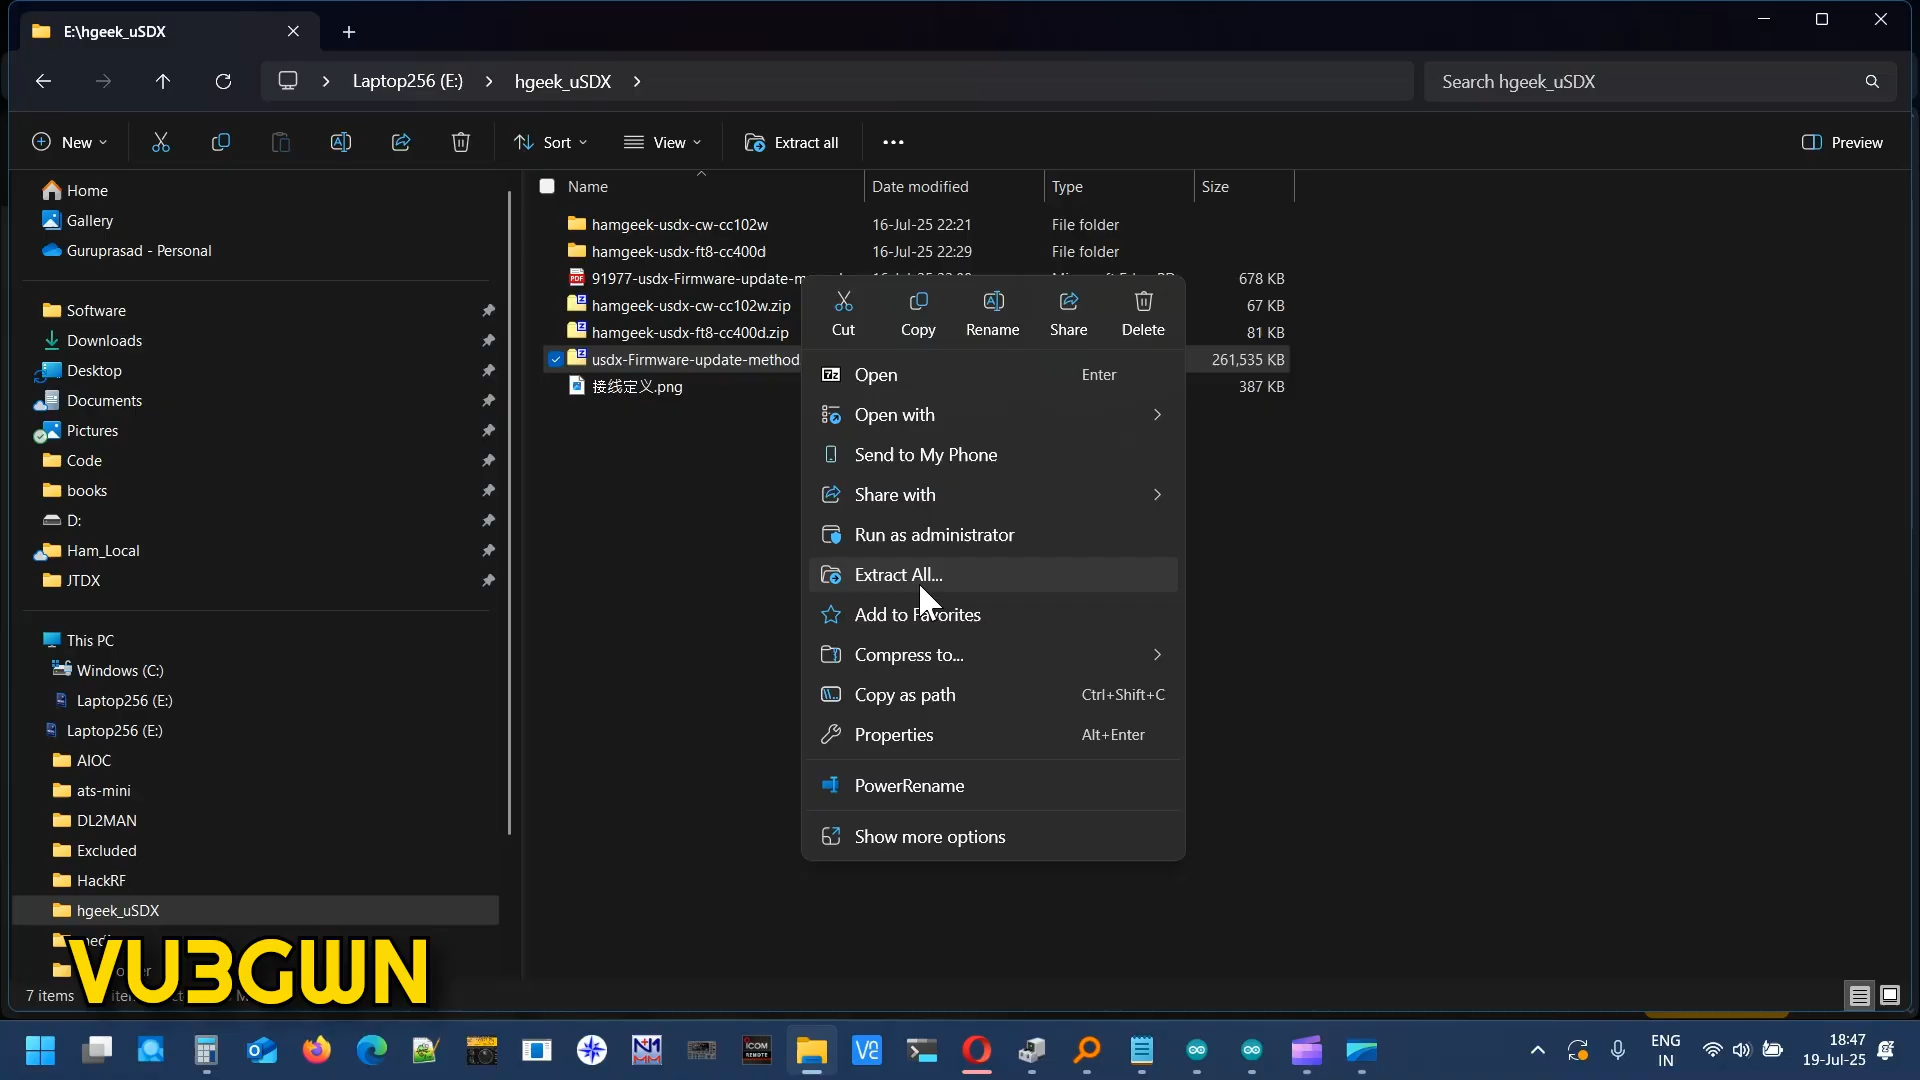 E:\hgeek_uSDX
Laptop256 (E:) hgeek_uSDX
Search hgeek_uSDX
New
Sort
View
Extract all
Preview
Home
Gallery
Guruprasad - Personal
Software
Downloads
Desktop
Documents
Pictures
Code
books
D:
Ham_Local
JTDX
This PC
Windows (C:)
Laptop256 (E:)
Laptop256 (E:)
AIOC
ats-mini
DL2MAN
Excluded
HackRF
hgeek_uSDX
7 items
VU3GWN
Name Date modified Type Size
hamgeek-usdx-cw-cc102w 16-Jul-25 22:21 File folder
hamgeek-usdx-ft8-cc400d 16-Jul-25 22:29 File folder
91977-usdx-Firmware-update-m 678 KB
hamgeek-usdx-cw-cc102w.zip 67 KB
hamgeek-usdx-ft8-cc400d.zip 81 KB
usdx-Firmware-update-method 261,535 KB
接线定义.png 387 KB
Cut Copy Rename Share Delete
Open Enter
Open with
Send to My Phone
Share with
Run as administrator
Extract All...
Add to Favorites
Compress to...
Copy as path Ctrl+Shift+C
Properties Alt+Enter
PowerRename
Show more options
ICOM
REMOTE
ENG
IN
18:47
19-Jul-25